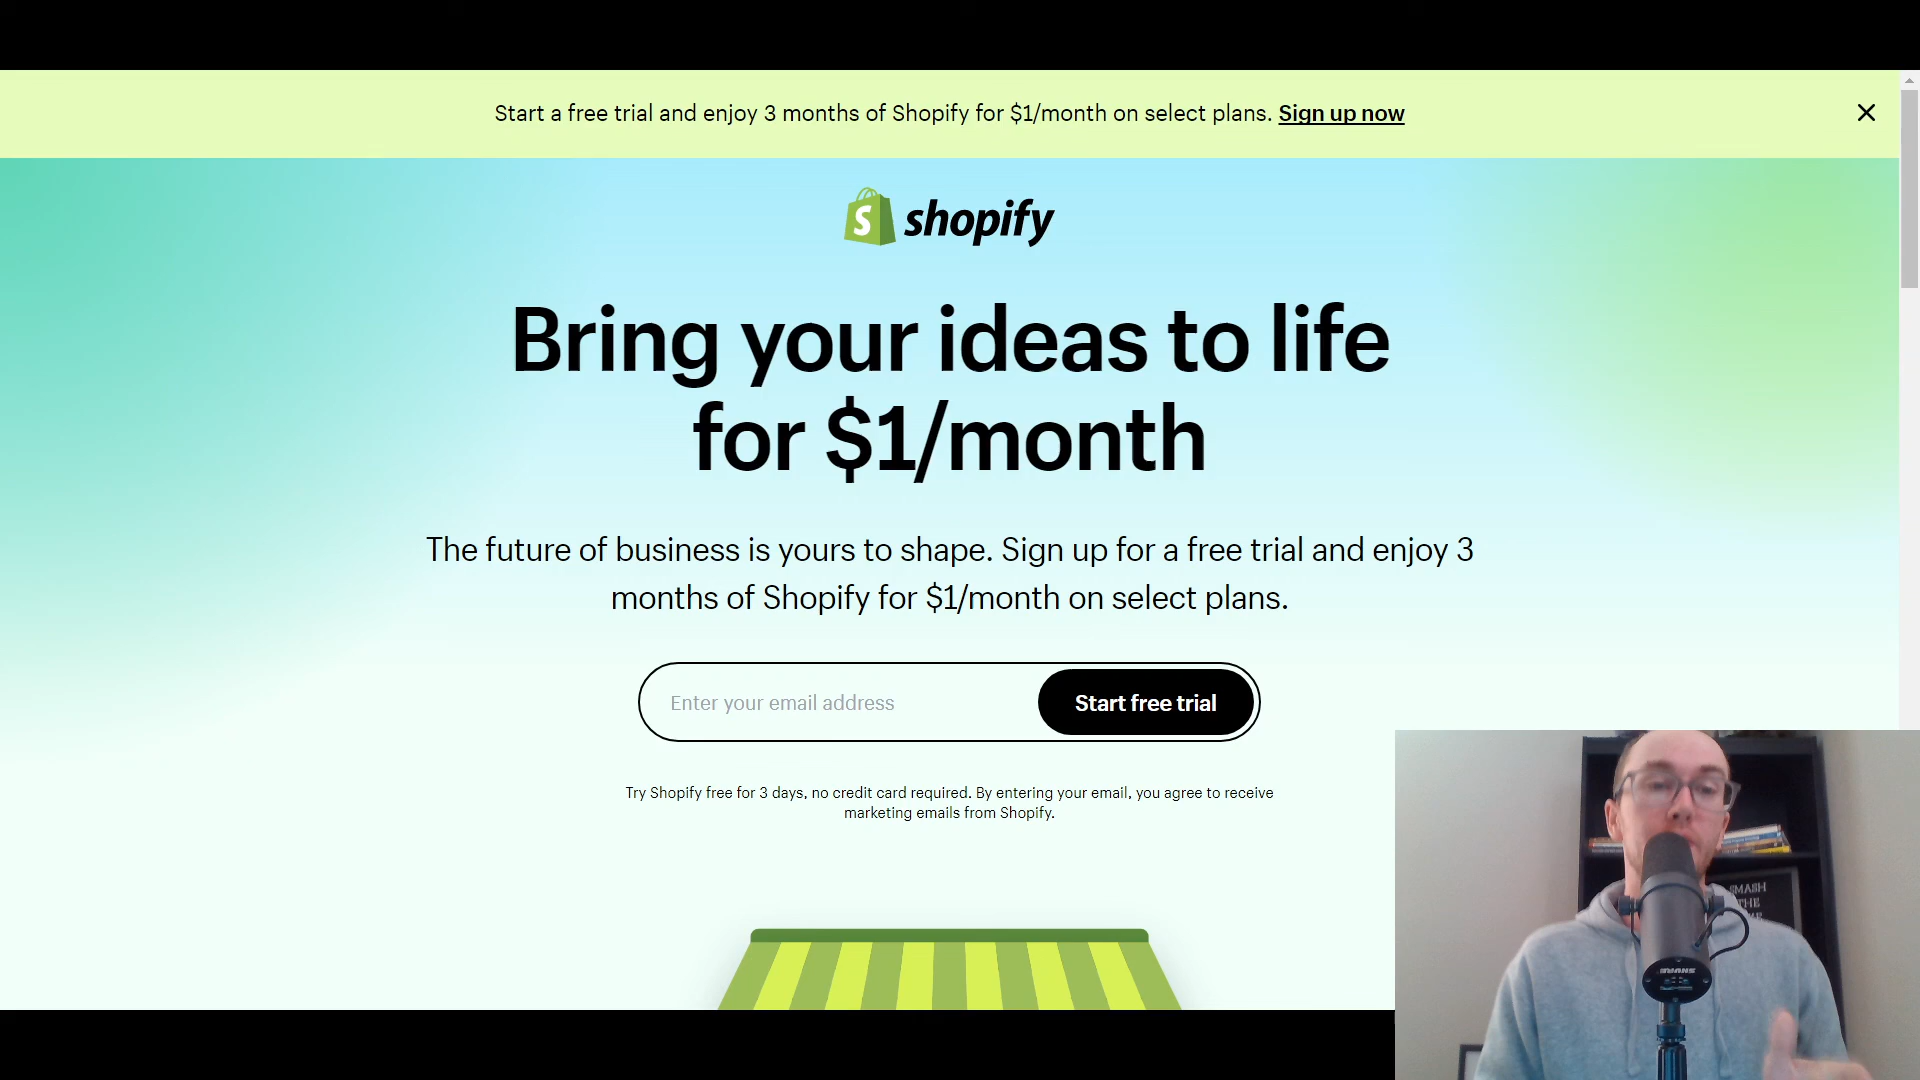 Start a free trial and enjoy 3 months of Shopify for $1/month on select plans. Sign up now
shopify
Bring your ideas to life
for $1/month
The future of business is yours to shape. Sign up for a free trial and enjoy 3
months of Shopify for $1/month on select plans.
Enter your email address
Start free trial
Try Shopify free for 3 days, no credit card required. By entering your email, you agree to receive
marketing emails from Shopify.
SMASH
THE
SHURE